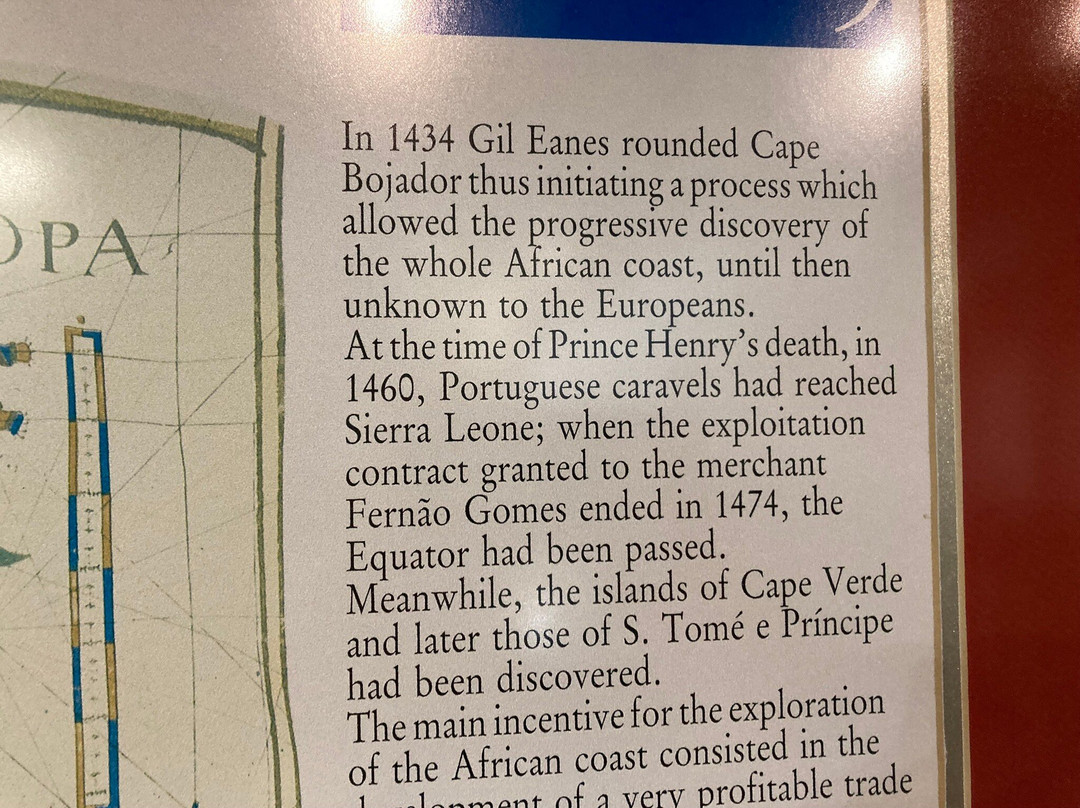 OPA
In 1434 Gil Eanes rounded Cape
Bojador thus initiating a process which
allowed the progressive discovery of
the whole African coast, until then
unknown to the Europeans.
At the time of Prince Henry's death, in
1460, Portuguese caravels had reached
Sierra Leone; when the exploitation
contract granted to the merchant
Fernão Gomes ended in 1474, the
Equator had been passed.
Meanwhile, the islands of Cape Verde
and later those of S. Tomé e Príncipe
had been discovered.
The main incentive for the exploration
of the African coast consisted in the
development of a very profitable trade